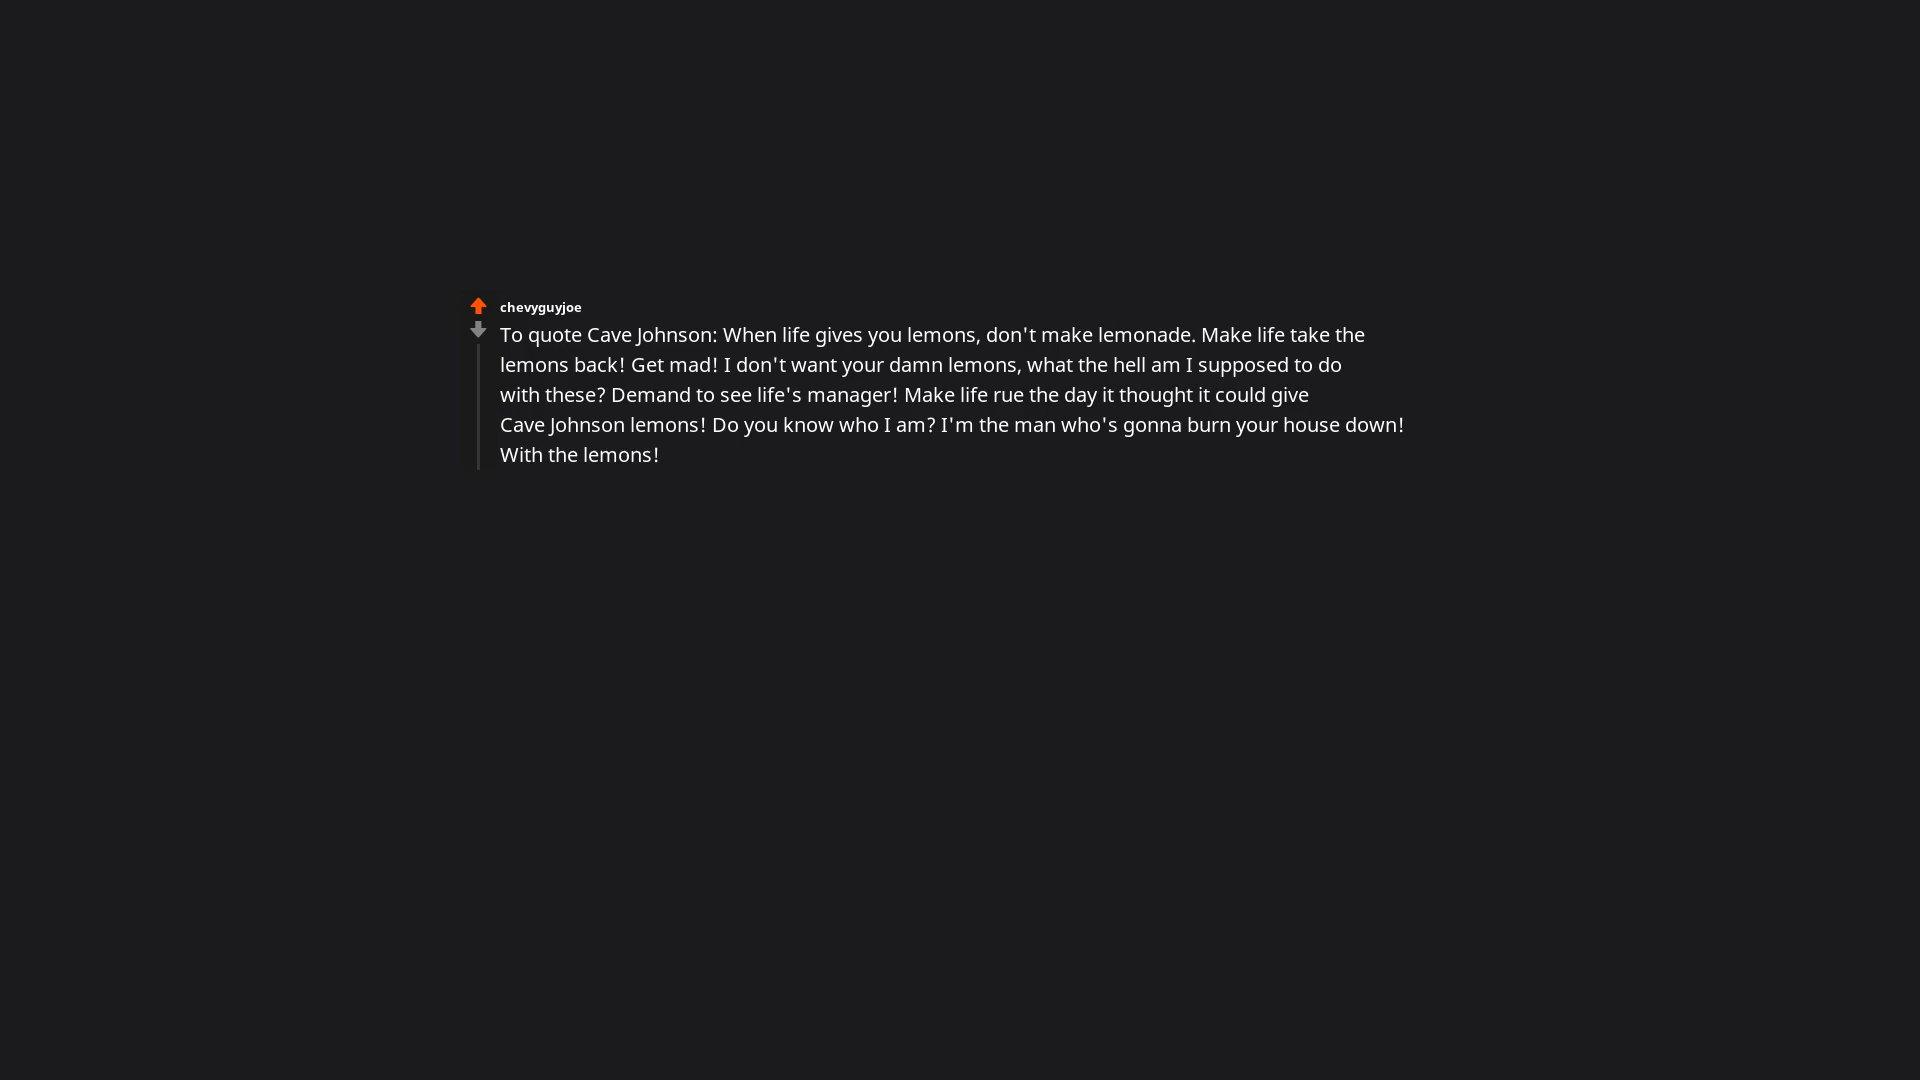 chevyguyjoe
To quote Cave Johnson: When life gives you lemons, don't make lemonade. Make life take the
lemons back! Get mad! I don't want your damn lemons, what the hell am I supposed to do
with these? Demand to see life's manager! Make life rue the day it thought it could give
Cave Johnson lemons! Do you know who I am? I'm the man who's gonna burn your house down!
With the lemons!